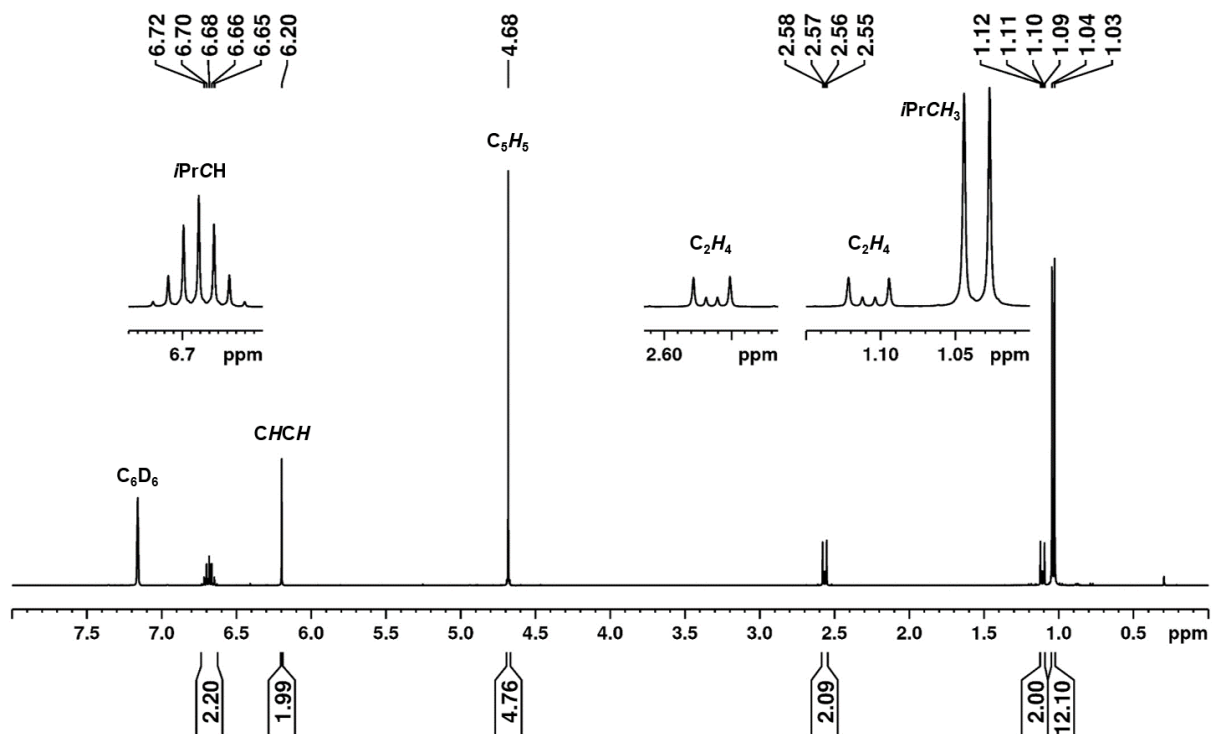 6.72
6.70
6.68
6.66
6.65
6.20
4.68
2.58
2.57
2.56
2.55
1.12
1.11
1.10
1.09
1.04
1.03
iPrCH
C₅H₅
iPrCH₃
C₂H₄
C₂H₄
6.7 ppm
2.60 ppm
1.10 1.05 ppm
C₆D₆
CHCH
7.5 7.0 6.5 6.0 5.5 5.0 4.5 4.0 3.5 3.0 2.5 2.0 1.5 1.0 0.5 ppm
2.20
1.99
4.76
2.09
2.00
12.10